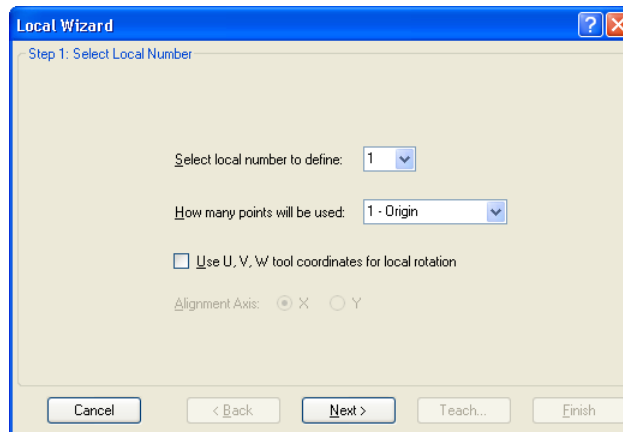 Local Wizard
Step 1: Select Local Number
Select local number to define: 1
How many points will be used: 1 - Origin
Use U, V, W tool coordinates for local rotation
Alignment Axis: X Y
Cancel < Back Next > Teach... Finish